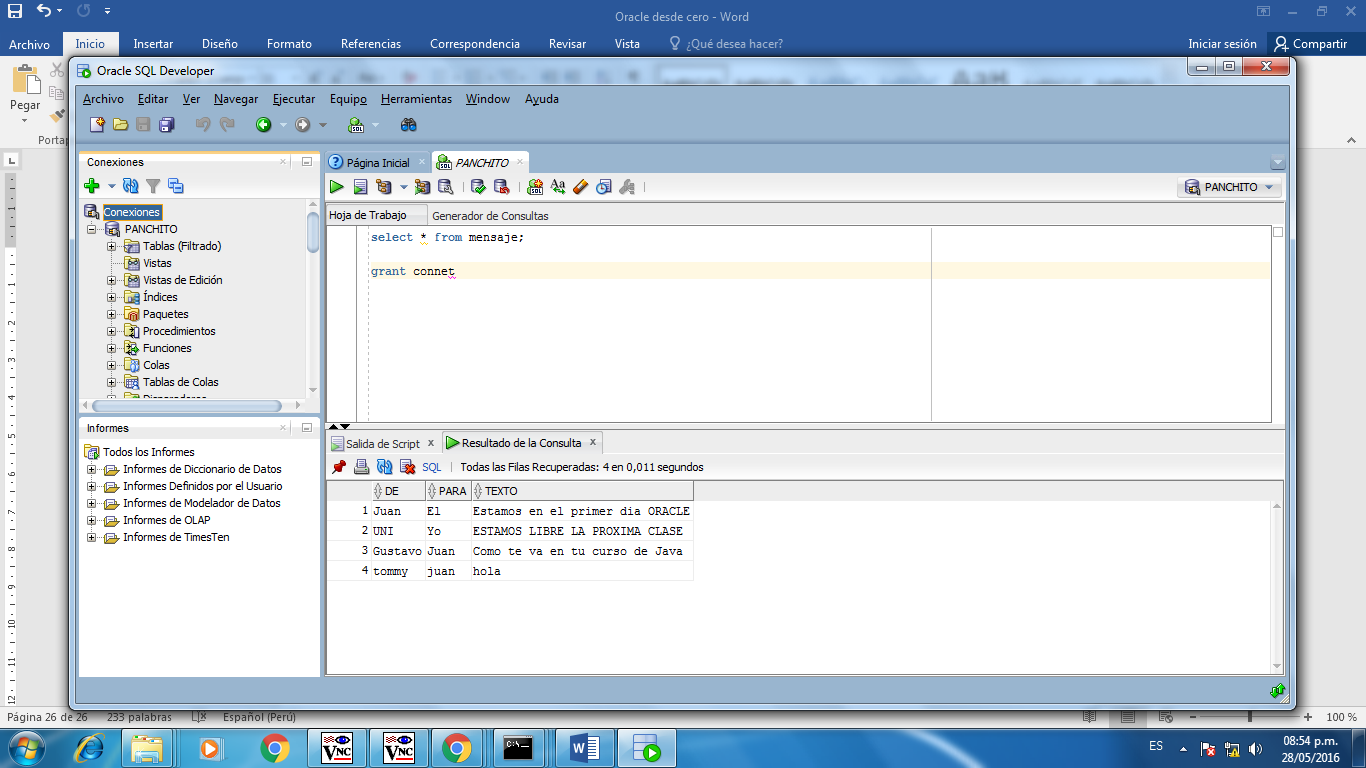 Oracle desde cero - Word
Archivo Inicio Insertar Diseño Formato Referencias Correspondencia Revisar Vista ¿Qué desea hacer? Iniciar sesión Compartir
Pegar
Oracle SQL Developer
Archivo Editar Ver Navegar Ejecutar Equipo Herramientas Window Ayuda
Conexiones
Conexiones
PANCHITO
Tablas (Filtrado)
Vistas
Vistas de Edición
Índices
Paquetes
Procedimientos
Funciones
Colas
Tablas de Colas
Informes
Todos los Informes
Informes de Diccionario de Datos
Informes Definidos por el Usuario
Informes de Modelador de Datos
Informes de OLAP
Informes de TimesTen
Página Inicial PANCHITO
PANCHITO
Hoja de Trabajo Generador de Consultas
select * from mensaje;
grant connet
Salida de Script Resultado de la Consulta
SQL Todas las Filas Recuperadas: 4 en 0,011 segundos
DE PARA TEXTO
1 Juan El Estamos en el primer dia ORACLE
2 UNI Yo ESTAMOS LIBRE LA PROXIMA CLASE
3 Gustavo Juan Como te va en tu curso de Java
4 tommy juan hola
Página 26 de 26 233 palabras Español (Perú) 100 %
ES 08:54 p.m.
28/05/2016